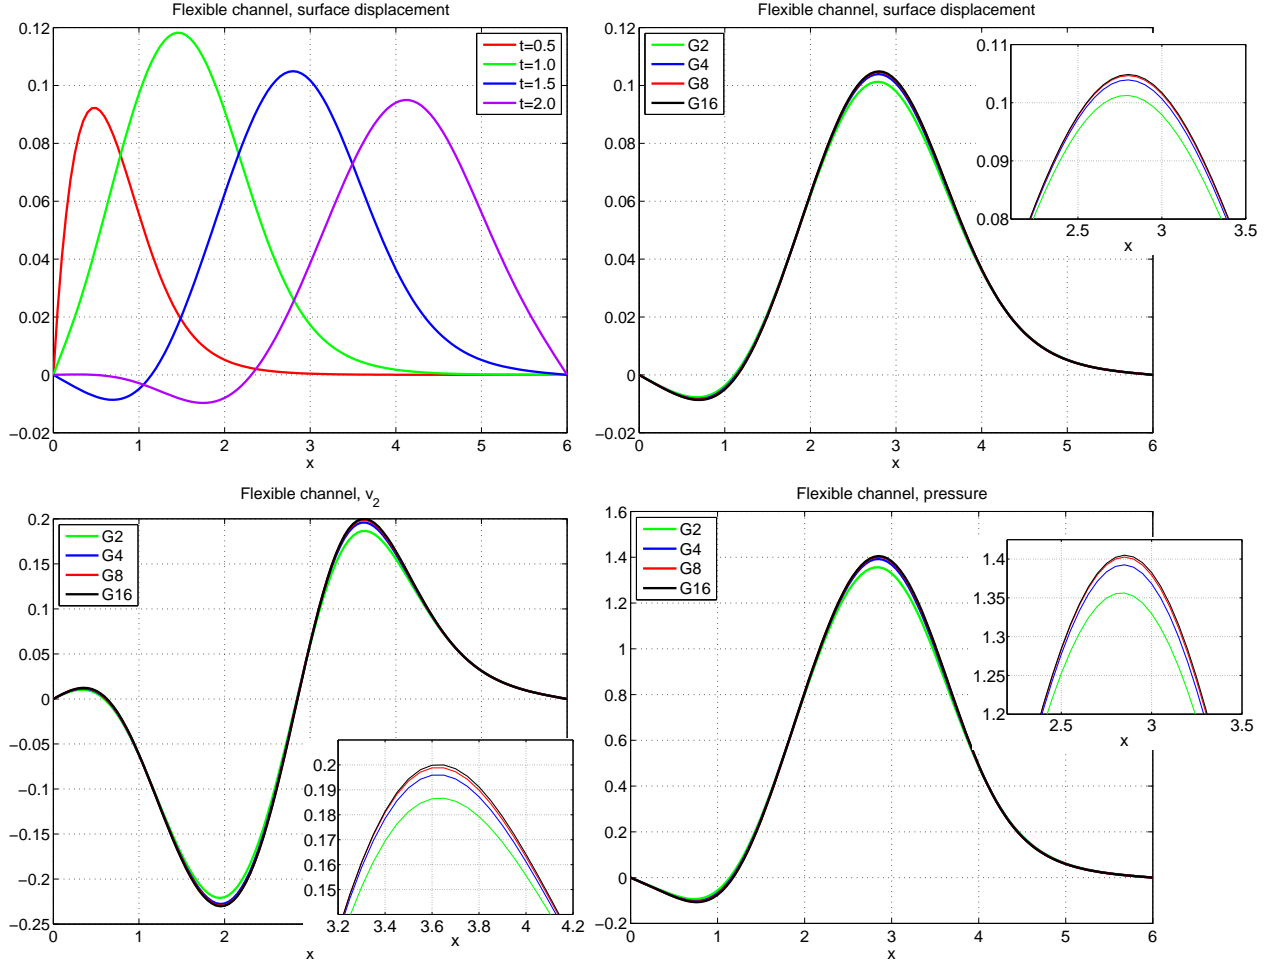 Flexible channel, surface displacement
0.12
0.1
0.08
0.06
0.04
0.02
0
−0.02
0 1 2 3 4 5 6
x
t=0.5
t=1.0
t=1.5
t=2.0
Flexible channel, surface displacement
0.12
0.1
0.08
0.06
0.04
0.02
0
−0.02
0 1 2 3 4 5 6
x
G2
G4
G8
G16
0.11
0.1
0.09
0.08
2.5 3 3.5
x
Flexible channel, v2
0.2
0.15
0.1
0.05
0
−0.05
−0.1
−0.15
−0.2
−0.25
0 1 2
x
G2
G4
G8
G16
0.2
0.19
0.18
0.17
0.16
0.15
3.2 3.4 3.6 3.8 4 4.2
x
Flexible channel, pressure
1.6
1.4
1.2
1
0.8
0.6
0.4
0.2
0
−0.2
0 1 2 3 4 5 6
x
G2
G4
G8
G16
1.4
1.35
1.3
1.25
1.2
2.5 3 3.5
x